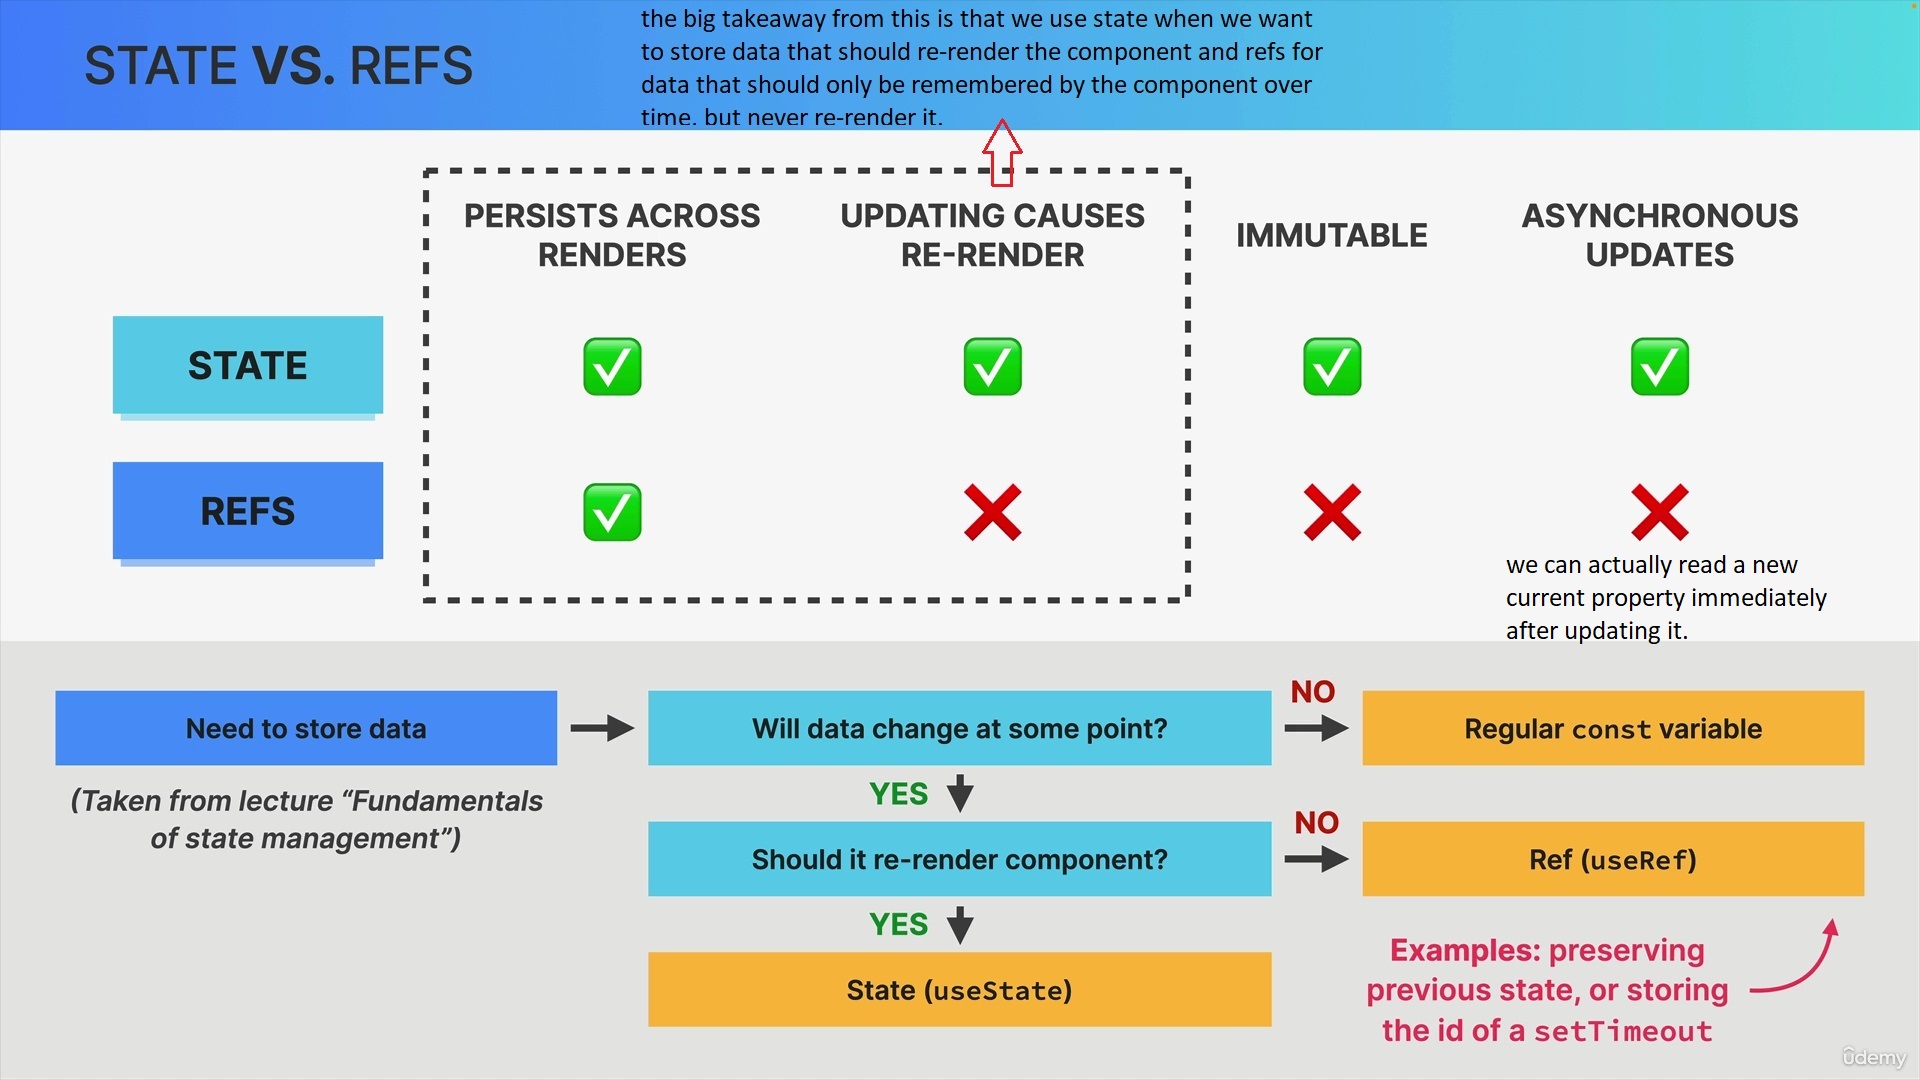 STATE VS. REFS
the big takeaway from this is that we use state when we want
to store data that should re-render the component and refs for
data that should only be remembered by the component over
time. but never re-render it.
PERSISTS ACROSS
RENDERS
UPDATING CAUSES
RE-RENDER
IMMUTABLE
ASYNCHRONOUS
UPDATES
STATE
REFS
we can actually read a new
current property immediately
after updating it.
Need to store data
Will data change at some point?
NO
Regular const variable
(Taken from lecture “Fundamentals
of state management”)
YES
Should it re-render component?
NO
Ref (useRef)
YES
State (useState)
Examples: preserving
previous state, or storing
the id of a setTimeout
ûdemy